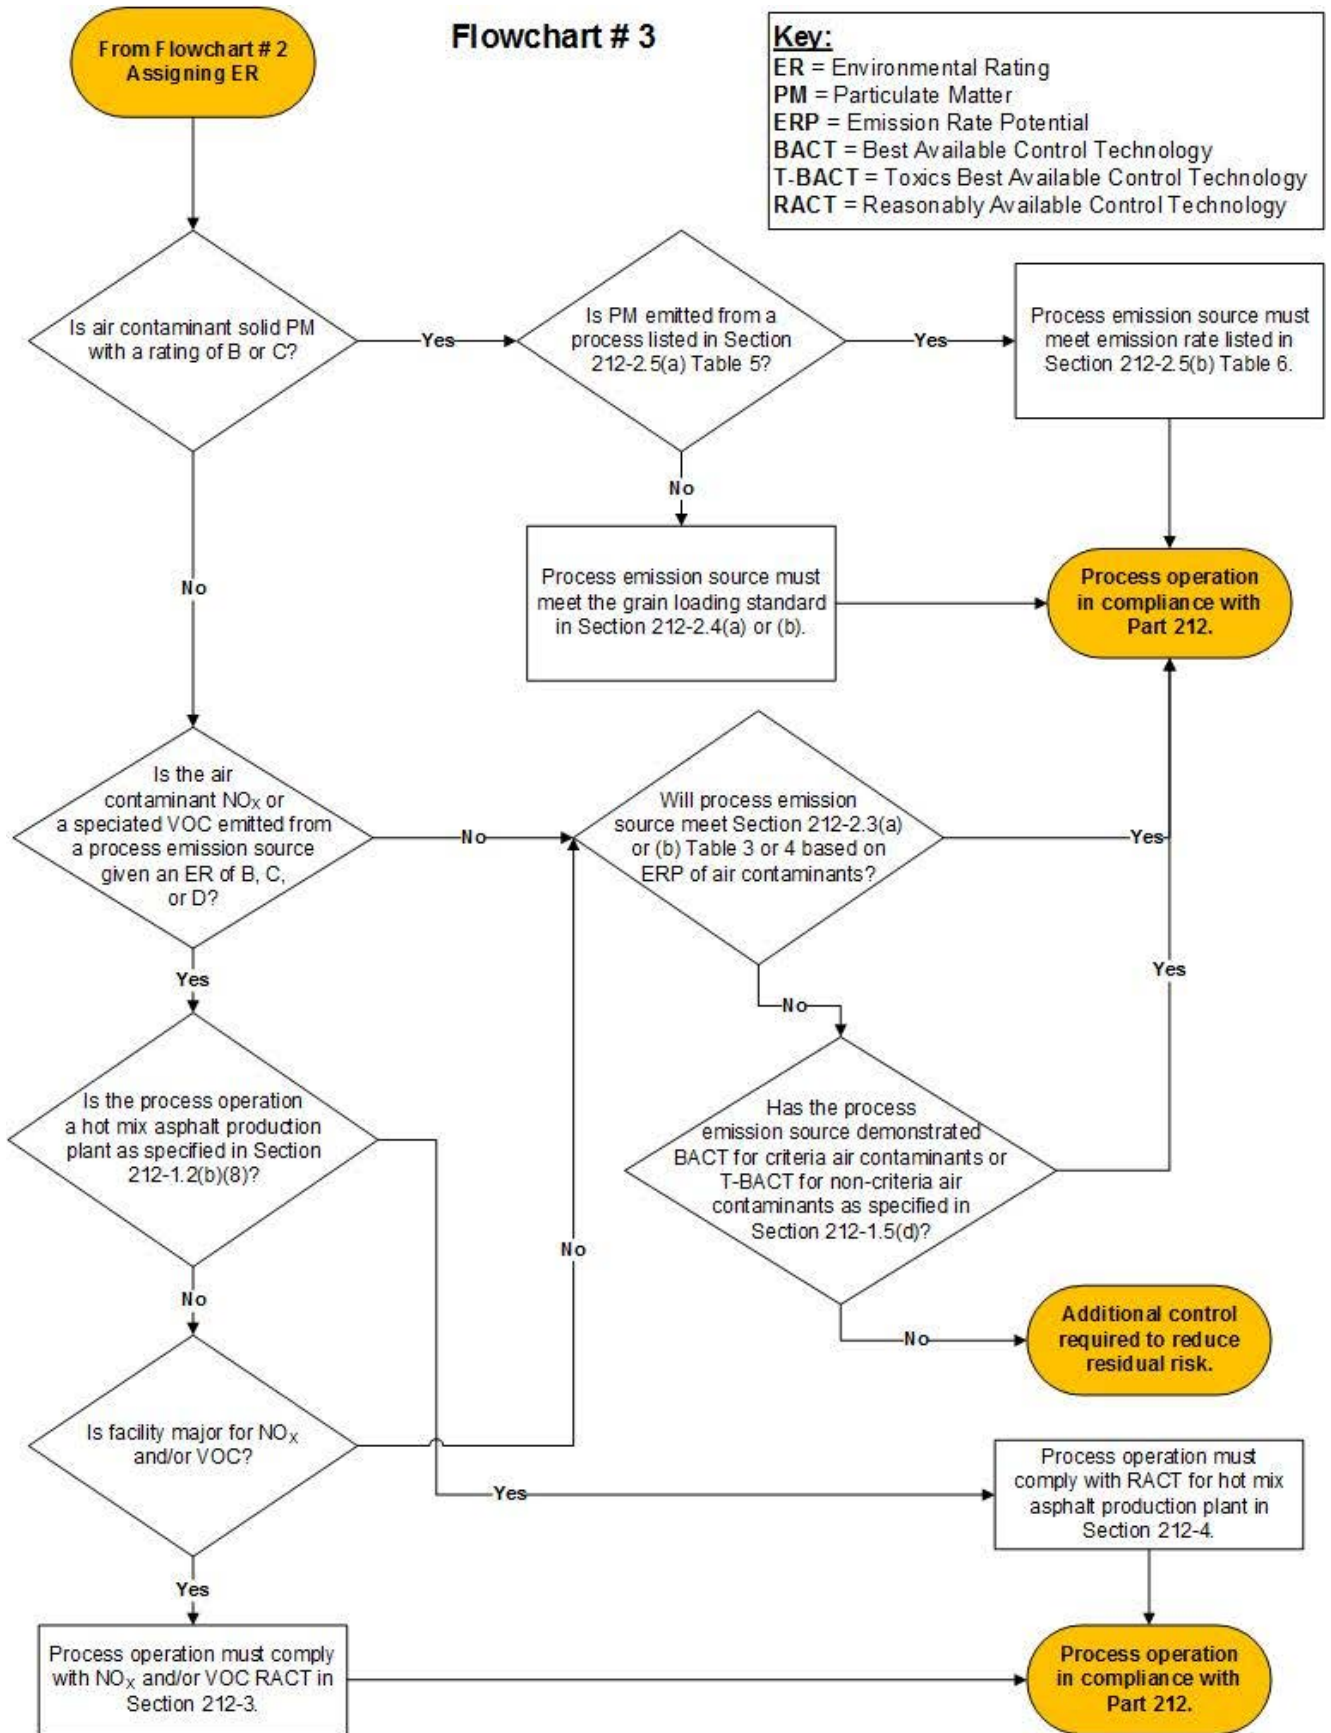 Flowchart # 3
From Flowchart # 2
Assigning ER
Key:
ER = Environmental Rating
PM = Particulate Matter
ERP = Emission Rate Potential
BACT = Best Available Control Technology
T-BACT = Toxics Best Available Control Technology
RACT = Reasonably Available Control Technology
Is air contaminant solid PM
with a rating of B or C?
Yes
Is PM emitted from a
process listed in Section
212-2.5(a) Table 5?
Yes
Process emission source must
meet emission rate listed in
Section 212-2.5(b) Table 6.
No
Process emission source must
meet the grain loading standard
in Section 212-2.4(a) or (b).
Process operation
in compliance with
Part 212.
No
Is the air
contaminant NOX or
a speciated VOC emitted from
a process emission source
given an ER of B, C,
or D?
No
Will process emission
source meet Section 212-2.3(a)
or (b) Table 3 or 4 based on
ERP of air contaminants?
Yes
Yes
No
Yes
Is the process operation
a hot mix asphalt production
plant as specified in Section
212-1.2(b)(8)?
Has the process
emission source demonstrated
BACT for criteria air contaminants or
T-BACT for non-criteria air
contaminants as specified in
Section 212-1.5(d)?
No
No
No
Additional control
required to reduce
residual risk.
Is facility major for NOX
and/or VOC?
Yes
Process operation must
comply with RACT for hot mix
asphalt production plant in
Section 212-4.
Yes
Process operation must comply
with NOX and/or VOC RACT in
Section 212-3.
Process operation
in compliance with
Part 212.